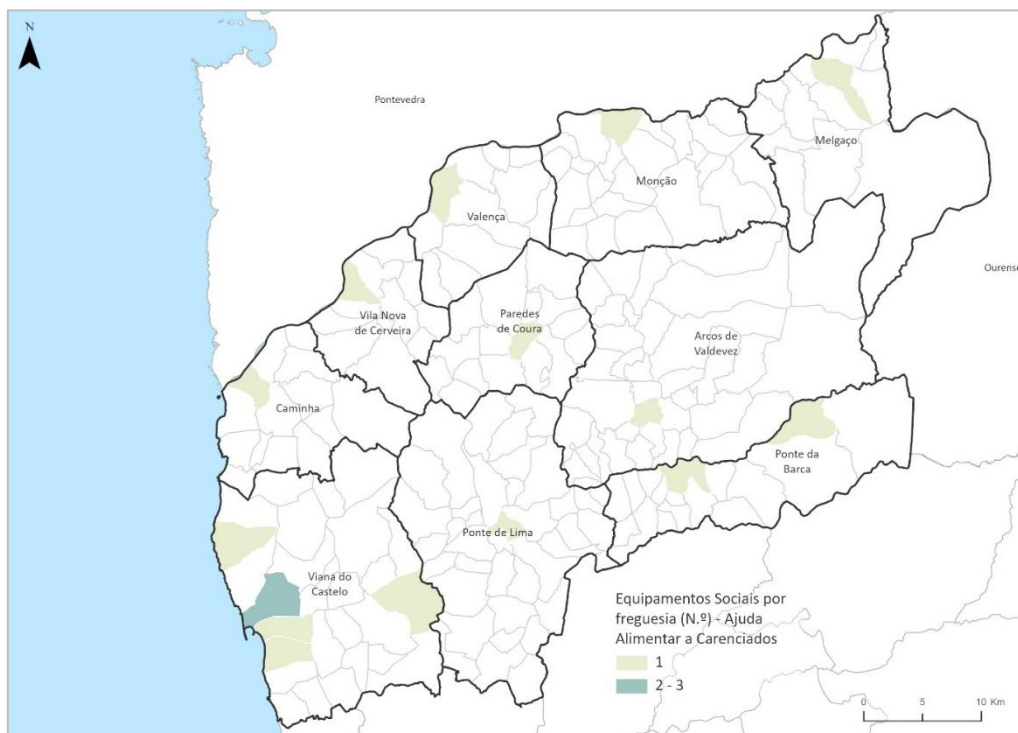 N
Pontevedra
Melgaço
Monção
Valença
Ourense
Vila Nova
de Cerveira
Paredes
de Coura
Arcos de
Valdevez
Caminha
Ponte da
Barca
Ponte de Lima
Viana do
Castelo
Equipamentos Sociais por
freguesia (N.º) - Ajuda
Alimentar a Carenciados
1
2 - 3
0 5 10 Km